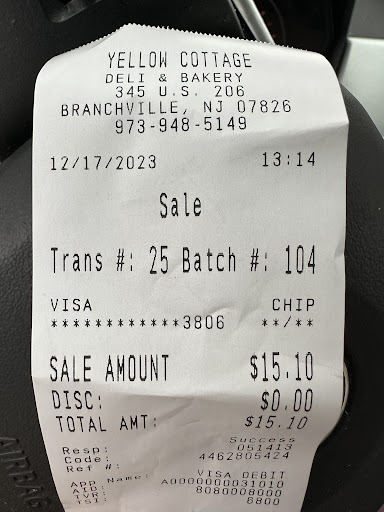 YELLOW COTTAGE
DELI & BAKERY
345 U.S. 206
BRANCHVILLE, NJ 07826
973-948-5149
12/17/2023 13:14
Sale
Trans #: 25 Batch #: 104
VISA CHIP
************3806 **/**
SALE AMOUNT $15.10
DISC: $0.00
TOTAL AMT: $15.10
Resp: Success
Code: 051413
Ref #: 4462805424
App Name: VISA DEBIT
AID: A0000000031010
TVR: 8080008000
TSI: 6800
AIRBAG